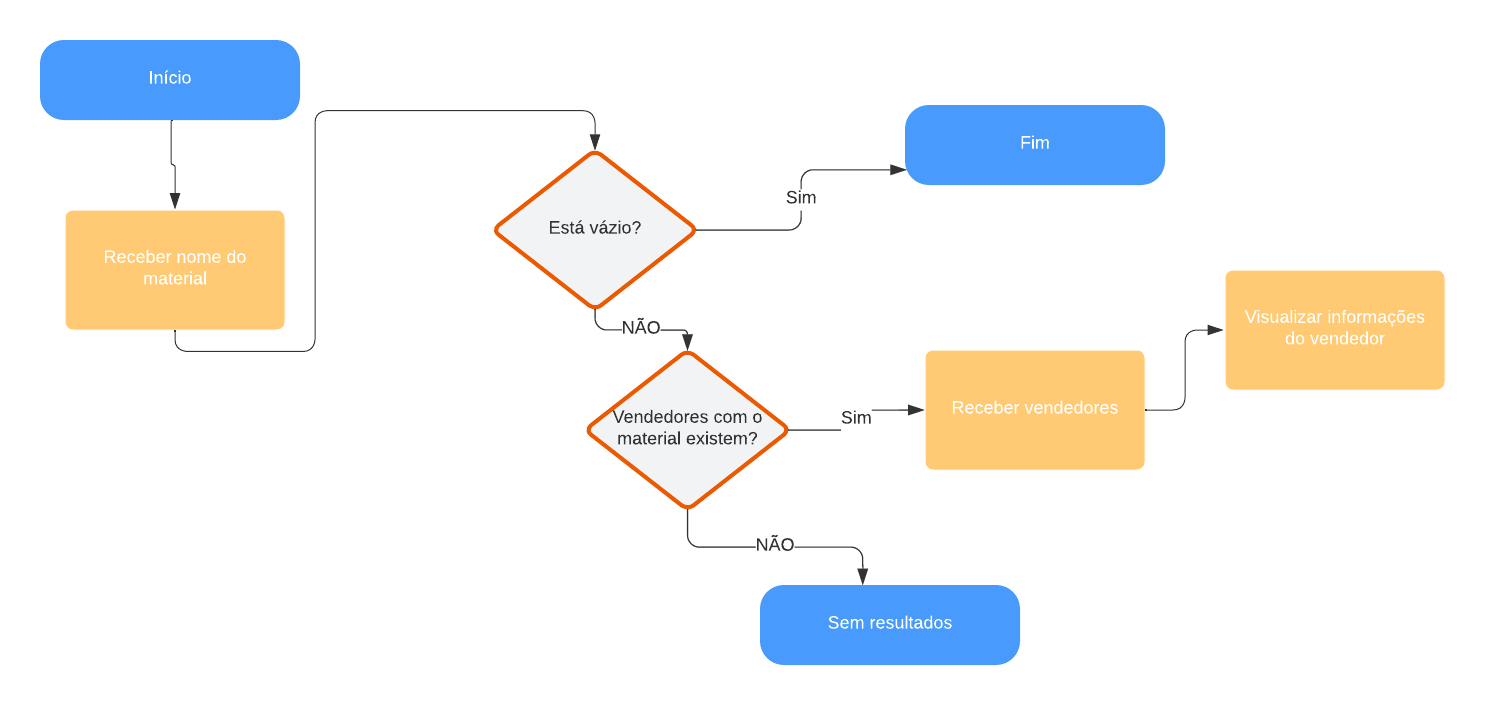 Início
Receber nome do
material
Está vázio?
Sim
Fim
NÃO
Vendedores com o
material existem?
Sim
Receber vendedores
Visualizar informações
do vendedor
NÃO
Sem resultados